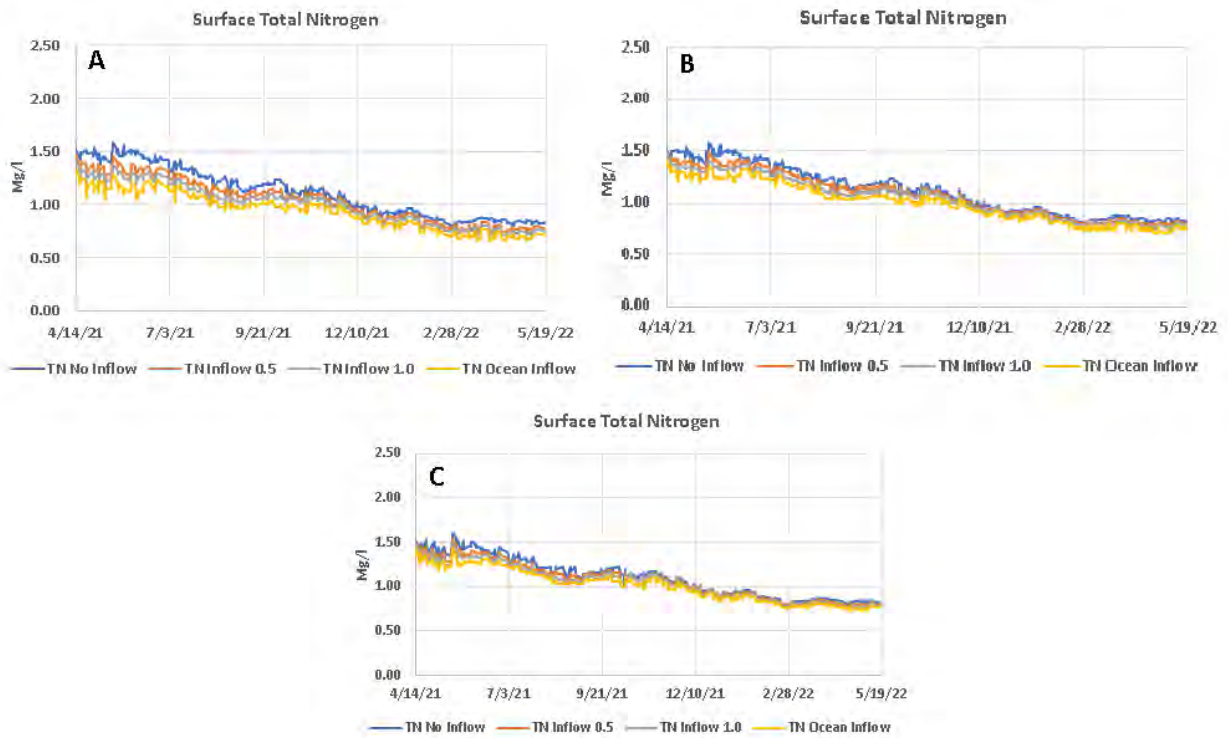 Surface Total Nitrogen
A
2.50
2.00
1.50
1.00
0.50
0.00
Mg/l
4/14/21 7/3/21 9/21/21 12/10/21 2/28/22 5/19/22
TN No Inflow TN Inflow 0.5 TN Inflow 1.0 TN Ocean Inflow
Surface Total Nitrogen
B
2.50
2.00
1.50
1.00
0.50
0.00
Mg/l
4/14/21 7/3/21 9/21/21 12/10/21 2/28/22 5/19/22
TN No Inflow TN Inflow 0.5 TN Inflow 1.0 TN Ocean Inflow
Surface Total Nitrogen
C
2.50
2.00
1.50
1.00
0.50
0.00
Mg/l
4/14/21 7/3/21 9/21/21 12/10/21 2/28/22 5/19/22
TN No Inflow TN Inflow 0.5 TN Inflow 1.0 TN Ocean Inflow